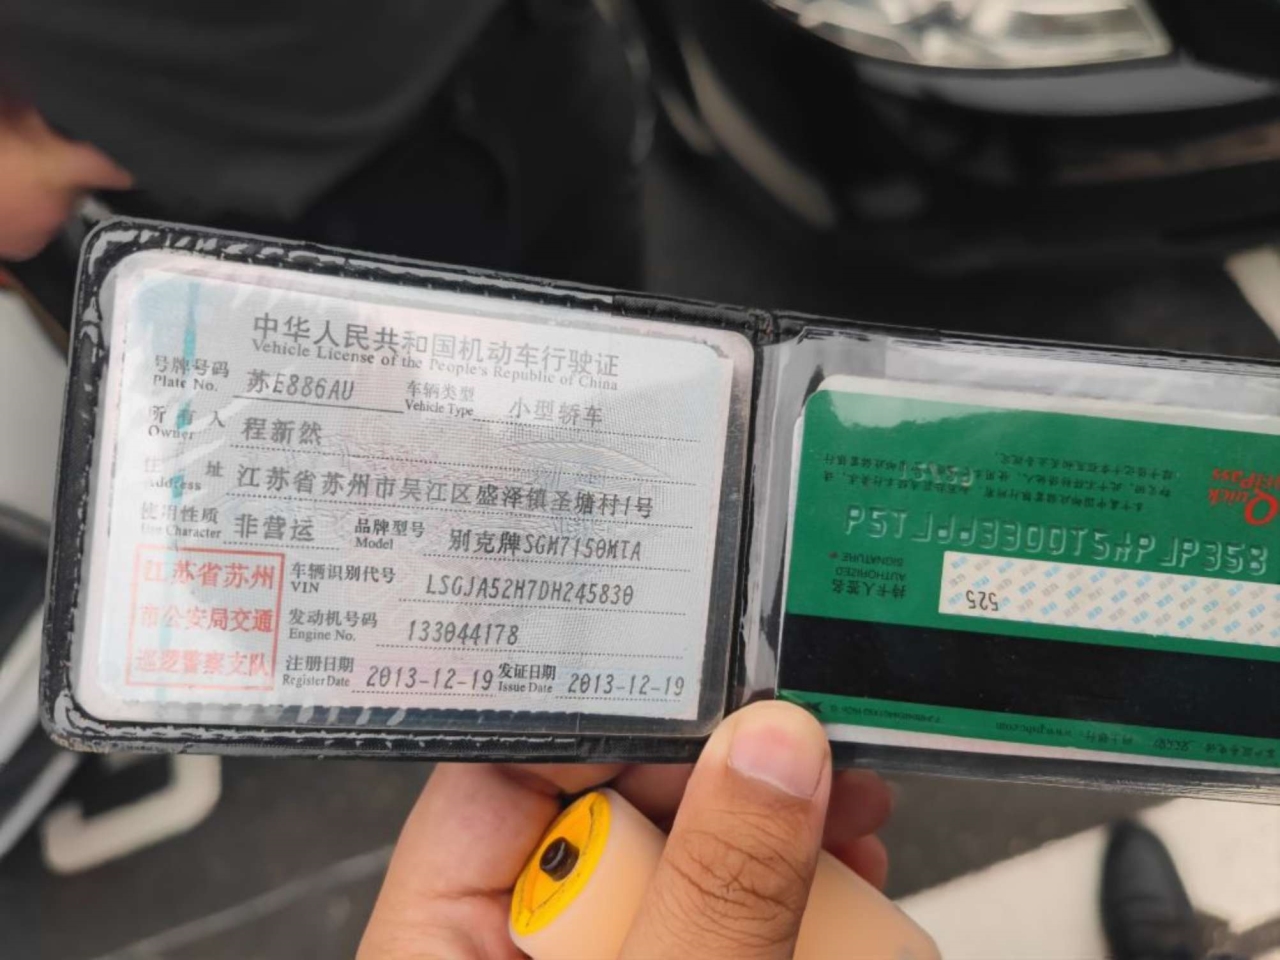 中华人民共和国机动车行驶证
Vehicle License of the People's Republic of China
号牌号码 苏E886AU 车辆类型 小型轿车
Plate No. Vehicle Type
所有人 程新然
Owner
住址 江苏省苏州市吴江区盛泽镇圣塘村1号
Address
使用性质 非营运 品牌型号 别克牌SGM7150MTA
Use Character Model
江苏省苏州
市公安局交通
巡逻警察支队
车辆识别代号 LSGJA52H7DH245830
VIN
发动机号码 133044178
Engine No.
注册日期 2013-12-19 发证日期 2013-12-19
Register Date Issue Date
Quick
Pass
持卡人签名
AUTHORIZED
SIGNATURE
525